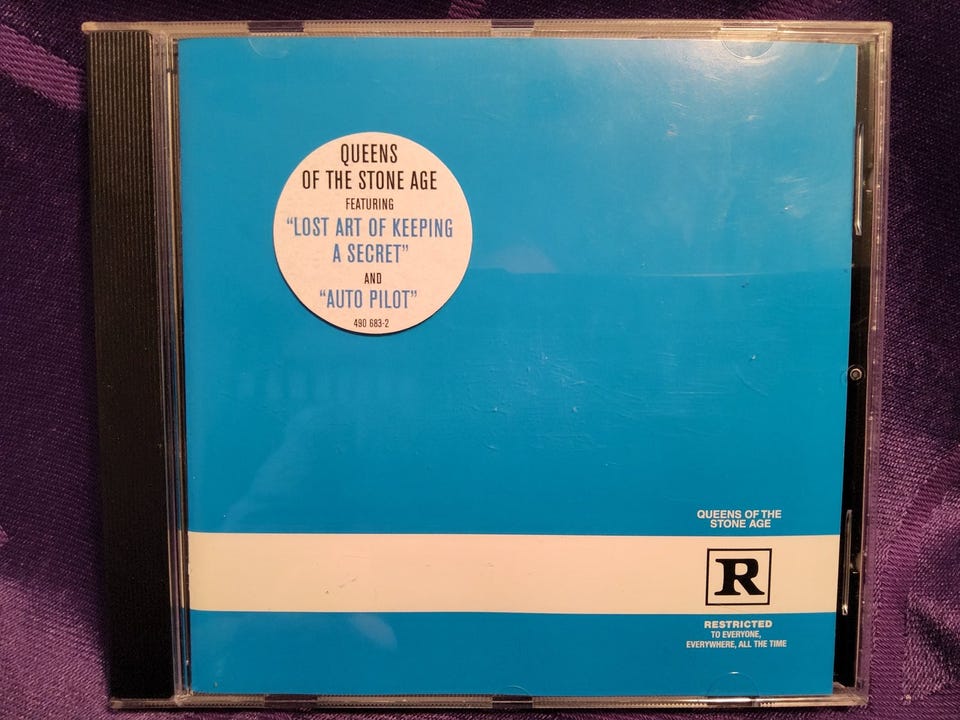 QUEENS
OF THE STONE AGE
FEATURING
“LOST ART OF KEEPING
A SECRET”
AND
“AUTO PILOT”
490 683-2
QUEENS OF THE
STONE AGE
R
RESTRICTED
TO EVERYONE,
EVERYWHERE, ALL THE TIME